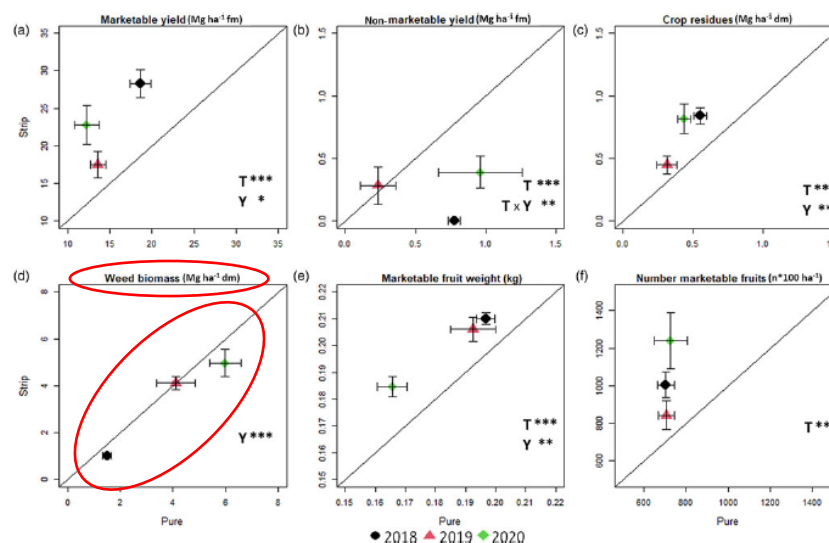 (a) Marketable yield (Mg ha⁻¹ fm)
35
30
25
20
15
10
Strip
10 15 20 25 30 35
T ***
Y *
(b) Non-marketable yield (Mg ha⁻¹ fm)
1.5
1.0
0.5
0.0
0.0 0.5 1.0 1.5
T ***
T x Y **
(c) Crop residues (Mg ha⁻¹ dm)
1.5
1.0
0.5
0.0
0.0 0.5 1.0 1.5
T **
Y **
(d) Weed biomass (Mg ha⁻¹ dm)
8
6
4
2
0
Strip
0 2 4 6 8
Pure
Y ***
(e) Marketable fruit weight (kg)
0.22
0.21
0.20
0.19
0.18
0.17
0.16
0.15
0.15 0.16 0.17 0.18 0.19 0.20 0.21 0.22
Pure
T ***
Y **
(f) Number marketable fruits (n*100 ha⁻¹)
1400
1200
1000
800
600
600 800 1000 1200 1400
Pure
T **
2018 2019 2020